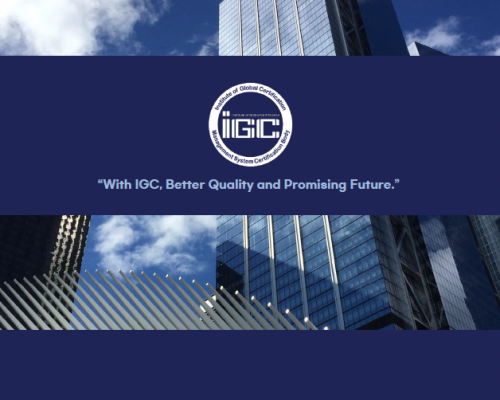 Institute of Global Certification
IGC
Management System Certification Body
“With IGC, Better Quality and Promising Future.”